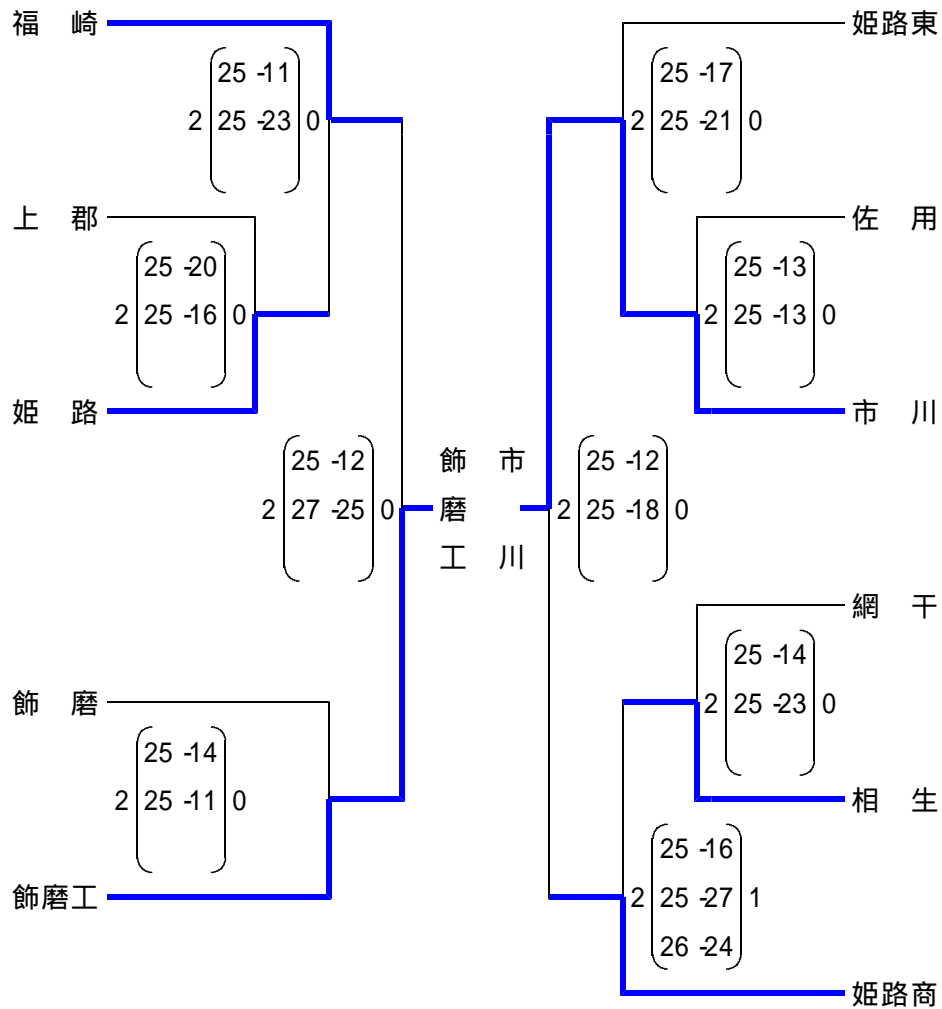 福　崎
25 -11
2 25 -23 0
上　郡
25 -20
2 25 -16 0
姫　路
25 -12
2 27 -25 0
飾　磨
25 -14
2 25 -11 0
飾磨工
飾磨工
市川
姫路東
25 -17
2 25 -21 0
佐　用
25 -13
2 25 -13 0
市　川
25 -12
2 25 -18 0
網　干
25 -14
2 25 -23 0
相　生
25 -16
2 25 -27 1
26 -24
姫路商